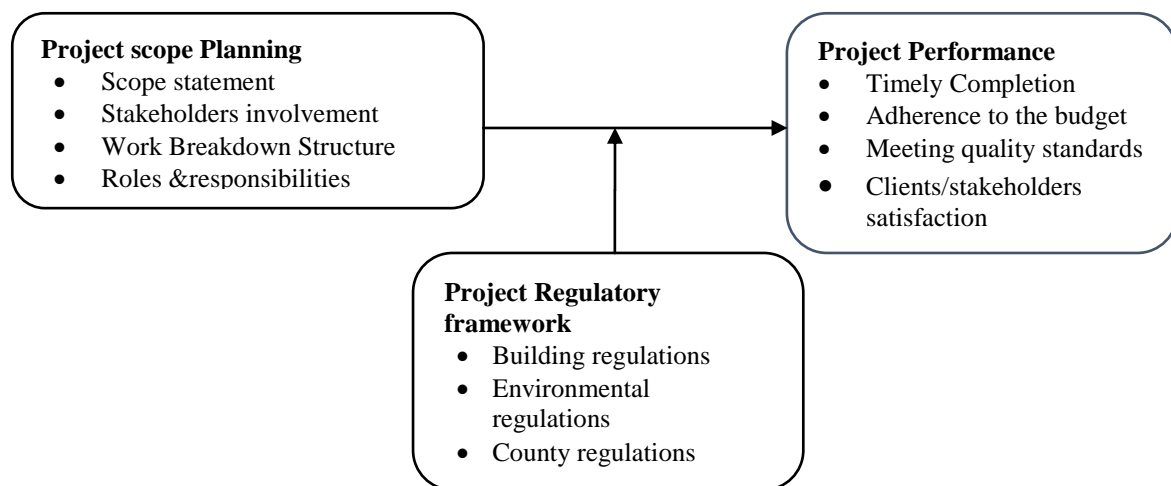 Project scope Planning
• Scope statement
• Stakeholders involvement
• Work Breakdown Structure
• Roles &responsibilities
Project Performance
• Timely Completion
• Adherence to the budget
• Meeting quality standards
• Clients/stakeholders
satisfaction
Project Regulatory
framework
• Building regulations
• Environmental
regulations
• County regulations